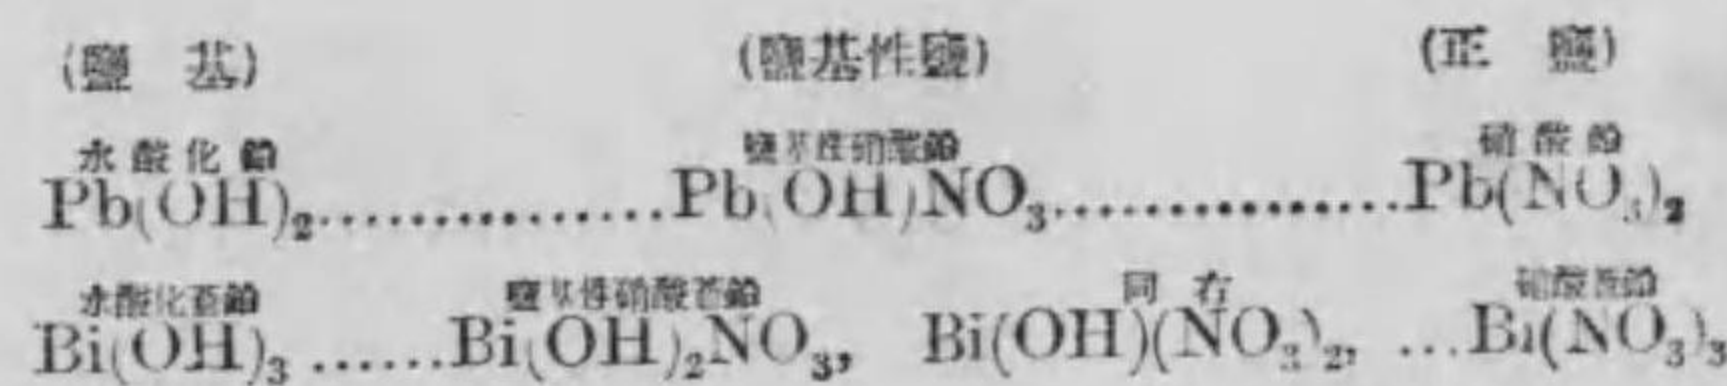 (鹽 基) (鹽基性鹽) (正 鹽)
水酸化鉛 鹽基性硝酸鉛 硝酸鉛
Pb(OH)₂...............Pb(OH)NO₃...............Pb(NO₃)₂
水酸化蒼鉛 鹽基性硝酸蒼鉛 同右 硝酸蒼鉛
Bi(OH)₃ ......Bi(OH)₂NO₃, Bi(OH)(NO₃)₂, ...Bi(NO₃)₃